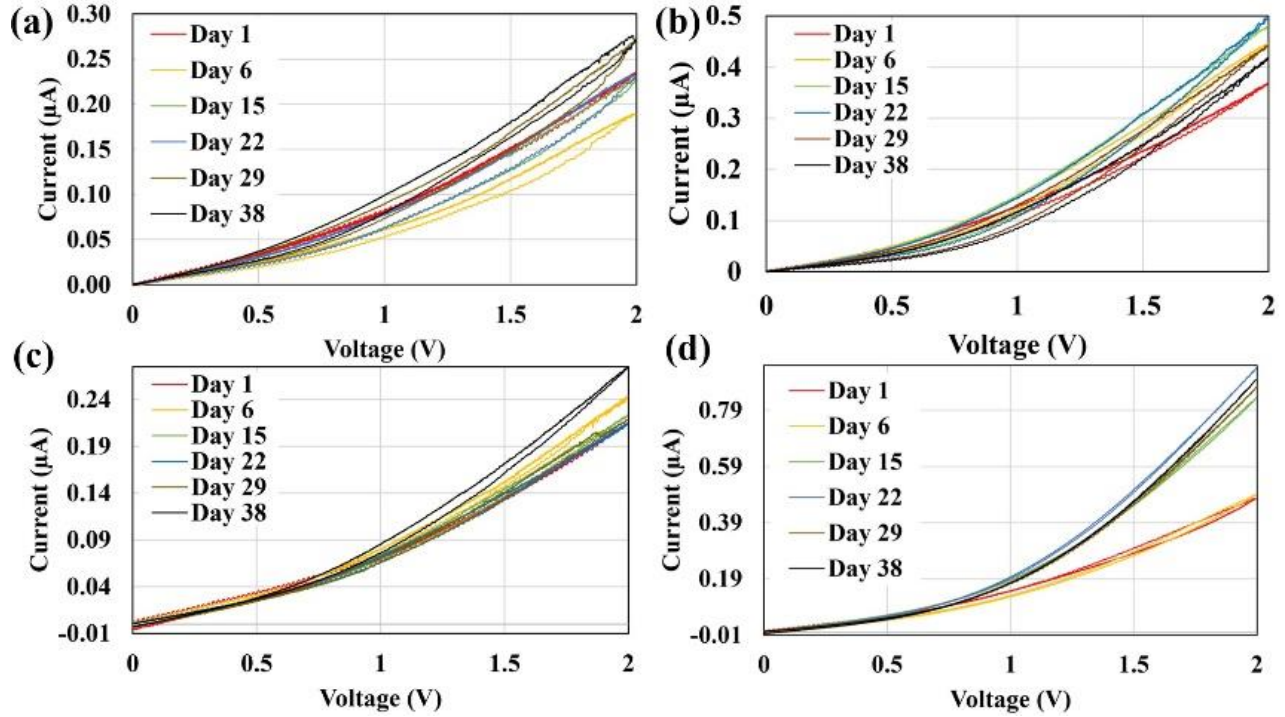 (a)
0.30
0.25
0.20
0.15
0.10
0.05
0.00
Current (μA)
Day 1
Day 6
Day 15
Day 22
Day 29
Day 38
0 0.5 1 1.5 2
Voltage (V)
(b)
0.5
0.4
0.3
0.2
0.1
0
Current (μA)
Day 1
Day 6
Day 15
Day 22
Day 29
Day 38
0 0.5 1 1.5 2
Voltage (V)
(c)
0.24
0.19
0.14
0.09
0.04
-0.01
Current (μA)
Day 1
Day 6
Day 15
Day 22
Day 29
Day 38
0 0.5 1 1.5 2
Voltage (V)
(d)
0.79
0.59
0.39
0.19
-0.01
Current (μA)
Day 1
Day 6
Day 15
Day 22
Day 29
Day 38
0 0.5 1 1.5 2
Voltage (V)